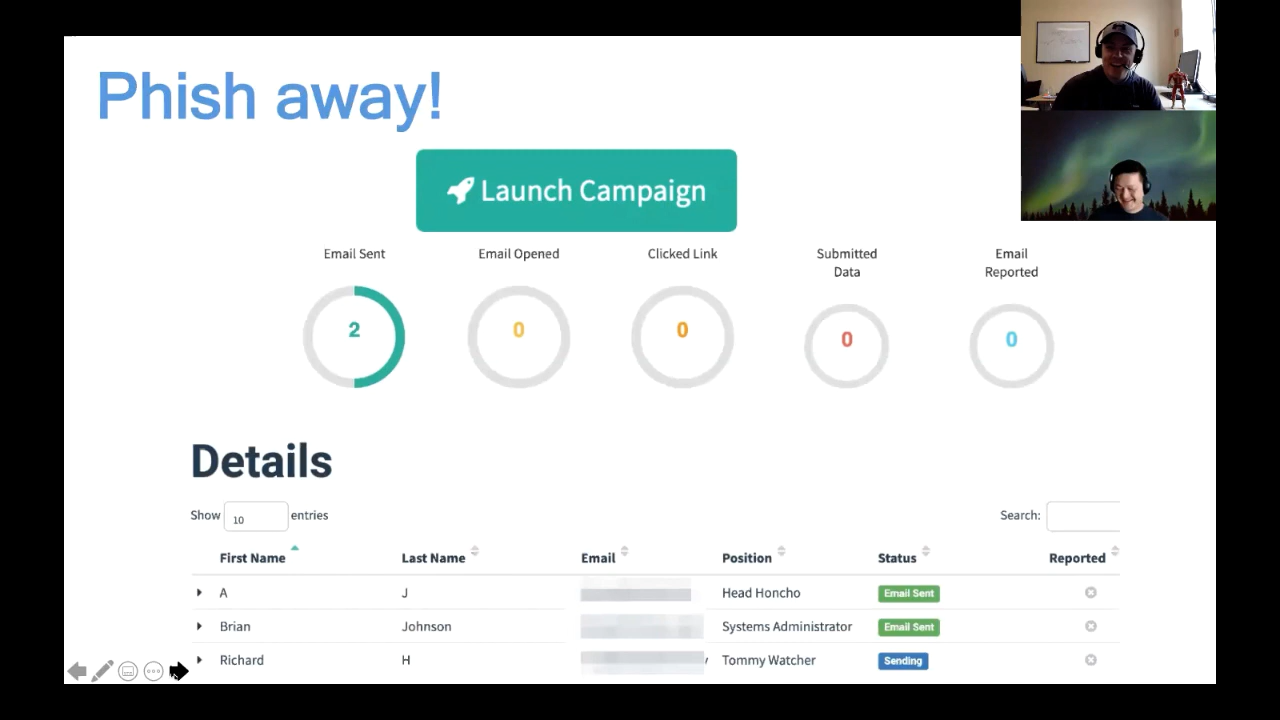 Phish away!
Launch Campaign
Email Sent
Email Opened
Clicked Link
Submitted
Data
Email
Reported
2
0
0
0
0
Details
Show 10 entries
Search:
First Name Last Name Email Position Status Reported
A J Head Honcho Email Sent
Brian Johnson Systems Administrator Email Sent
Richard H Tommy Watcher Sending